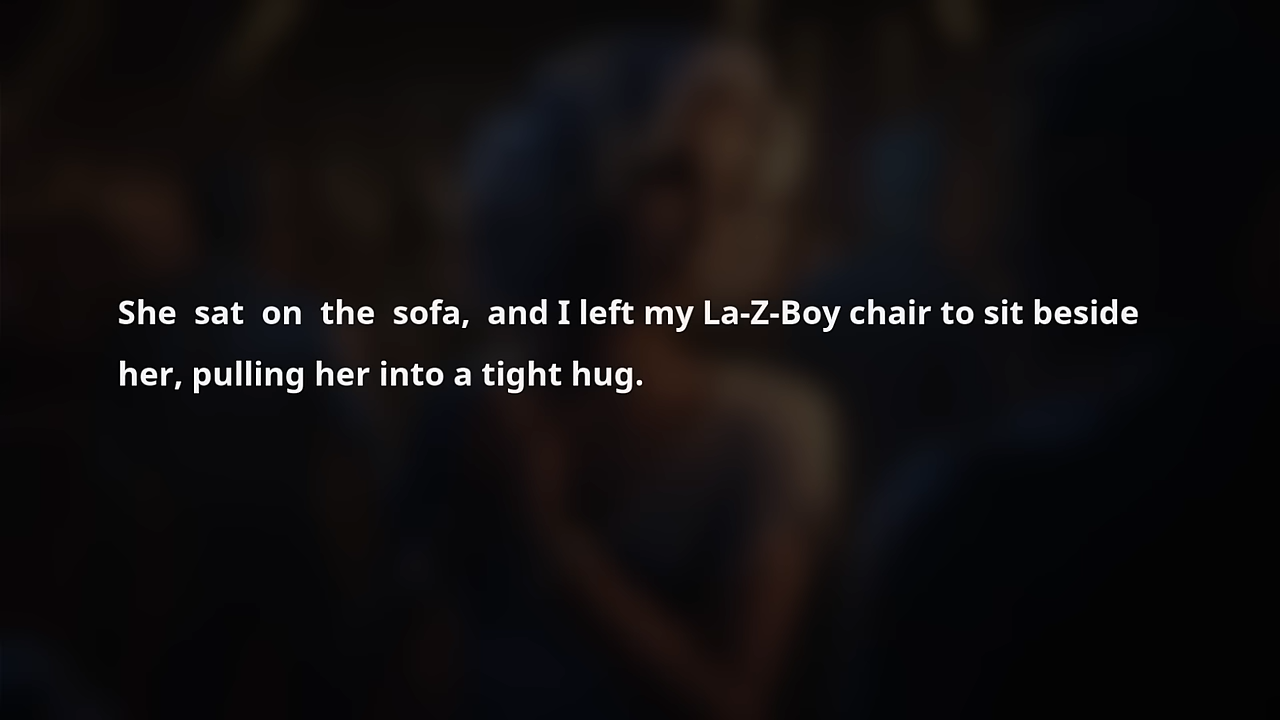 She sat on the sofa, and I left my La-Z-Boy chair to sit beside
her, pulling her into a tight hug.